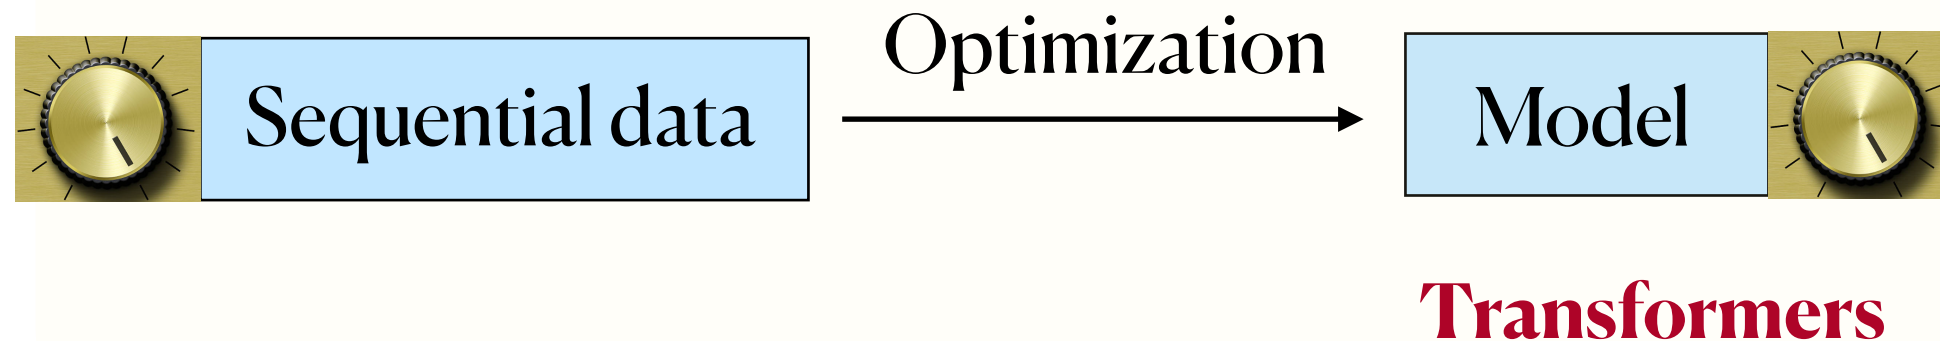 Optimization
Sequential data
Model
Transformers